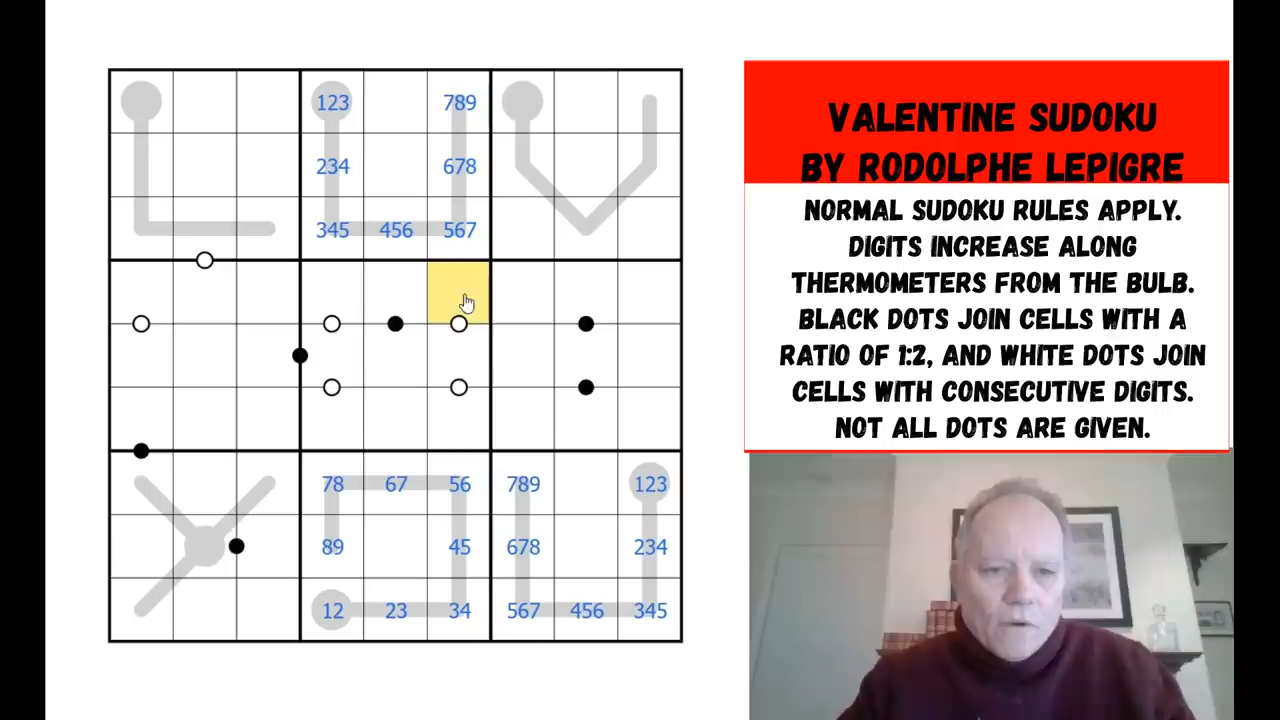 VALENTINE SUDOKU
BY RODOLPHE LEPIGRE
NORMAL SUDOKU RULES APPLY.
DIGITS INCREASE ALONG
THERMOMETERS FROM THE BULB.
BLACK DOTS JOIN CELLS WITH A
RATIO OF 1:2, AND WHITE DOTS JOIN
CELLS WITH CONSECUTIVE DIGITS.
NOT ALL DOTS ARE GIVEN.
123 789
234 678
345 456 567
78 67 56 789 123
89 45 678 234
12 23 34 567 456 345